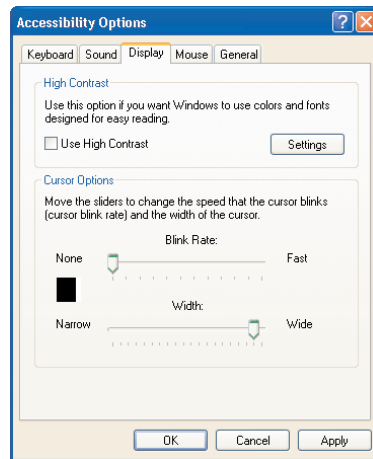 Accessibility Options
Keyboard Sound Display Mouse General
High Contrast
Use this option if you want Windows to use colors and fonts
designed for easy reading.
Use High Contrast Settings
Cursor Options
Move the sliders to change the speed that the cursor blinks
(cursor blink rate) and the width of the cursor.
Blink Rate:
None Fast
Width:
Narrow Wide
OK Cancel Apply